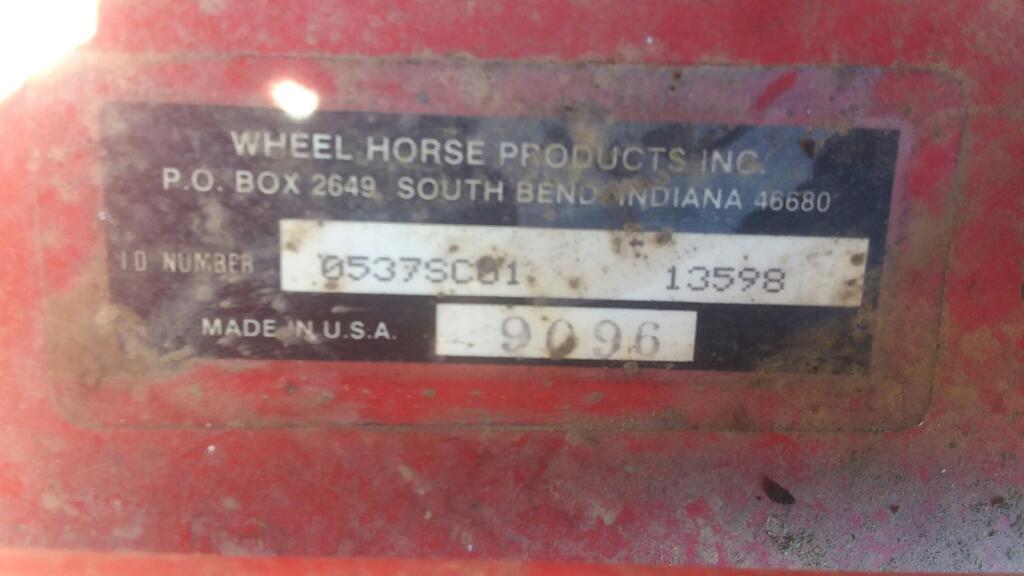 WHEEL HORSE PRODUCTS INC.
P.O. BOX 2649 SOUTH BEND, INDIANA 46680
ID NUMBER 0537SC01 13598
MADE IN U.S.A. 9096